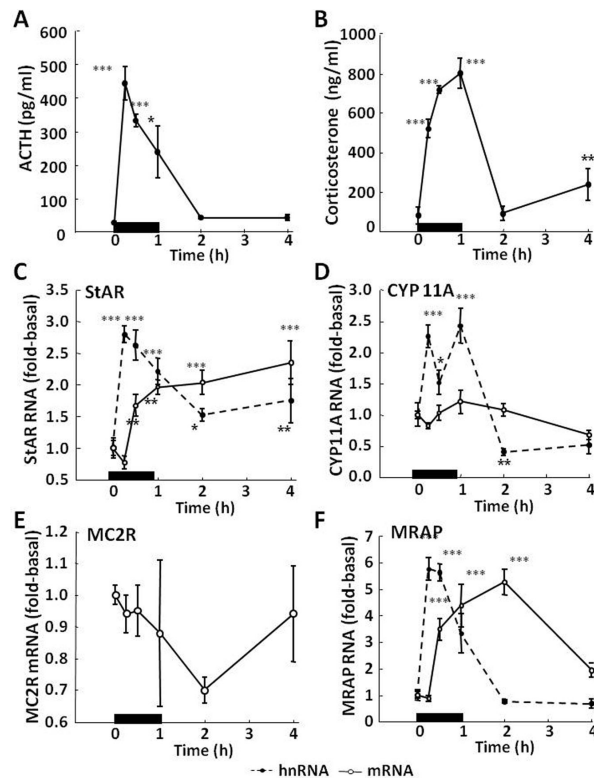 A
B
600
500
400
300
200
100
0
ACTH (pg/ml)
***
***
*
0 1 2 3 4
Time (h)
1000
800
600
400
200
0
Corticosterone (ng/ml)
***
***
***
**
0 1 2 3 4
Time (h)
C
StAR
3.5
3.0
2.5
2.0
1.5
1.0
0.5
StAR RNA (fold-basal)
*** ***
***
***
***
**
**
*
**
0 1 2 3 4
Time (h)
D
CYP 11A
3.0
2.5
2.0
1.5
1.0
0.5
0.0
CYP11A RNA (fold-basal)
***
***
*
**
0 1 2 3 4
Time (h)
E
MC2R
1.2
1.1
1.0
0.9
0.8
0.7
0.6
MC2R mRNA (fold-basal)
0 1 2 3 4
Time (h)
F
MRAP
7
6
5
4
3
2
1
0
MRAP RNA (fold-basal)
***
***
***
***
***
0 1 2 3 4
Time (h)
hnRNA mRNA